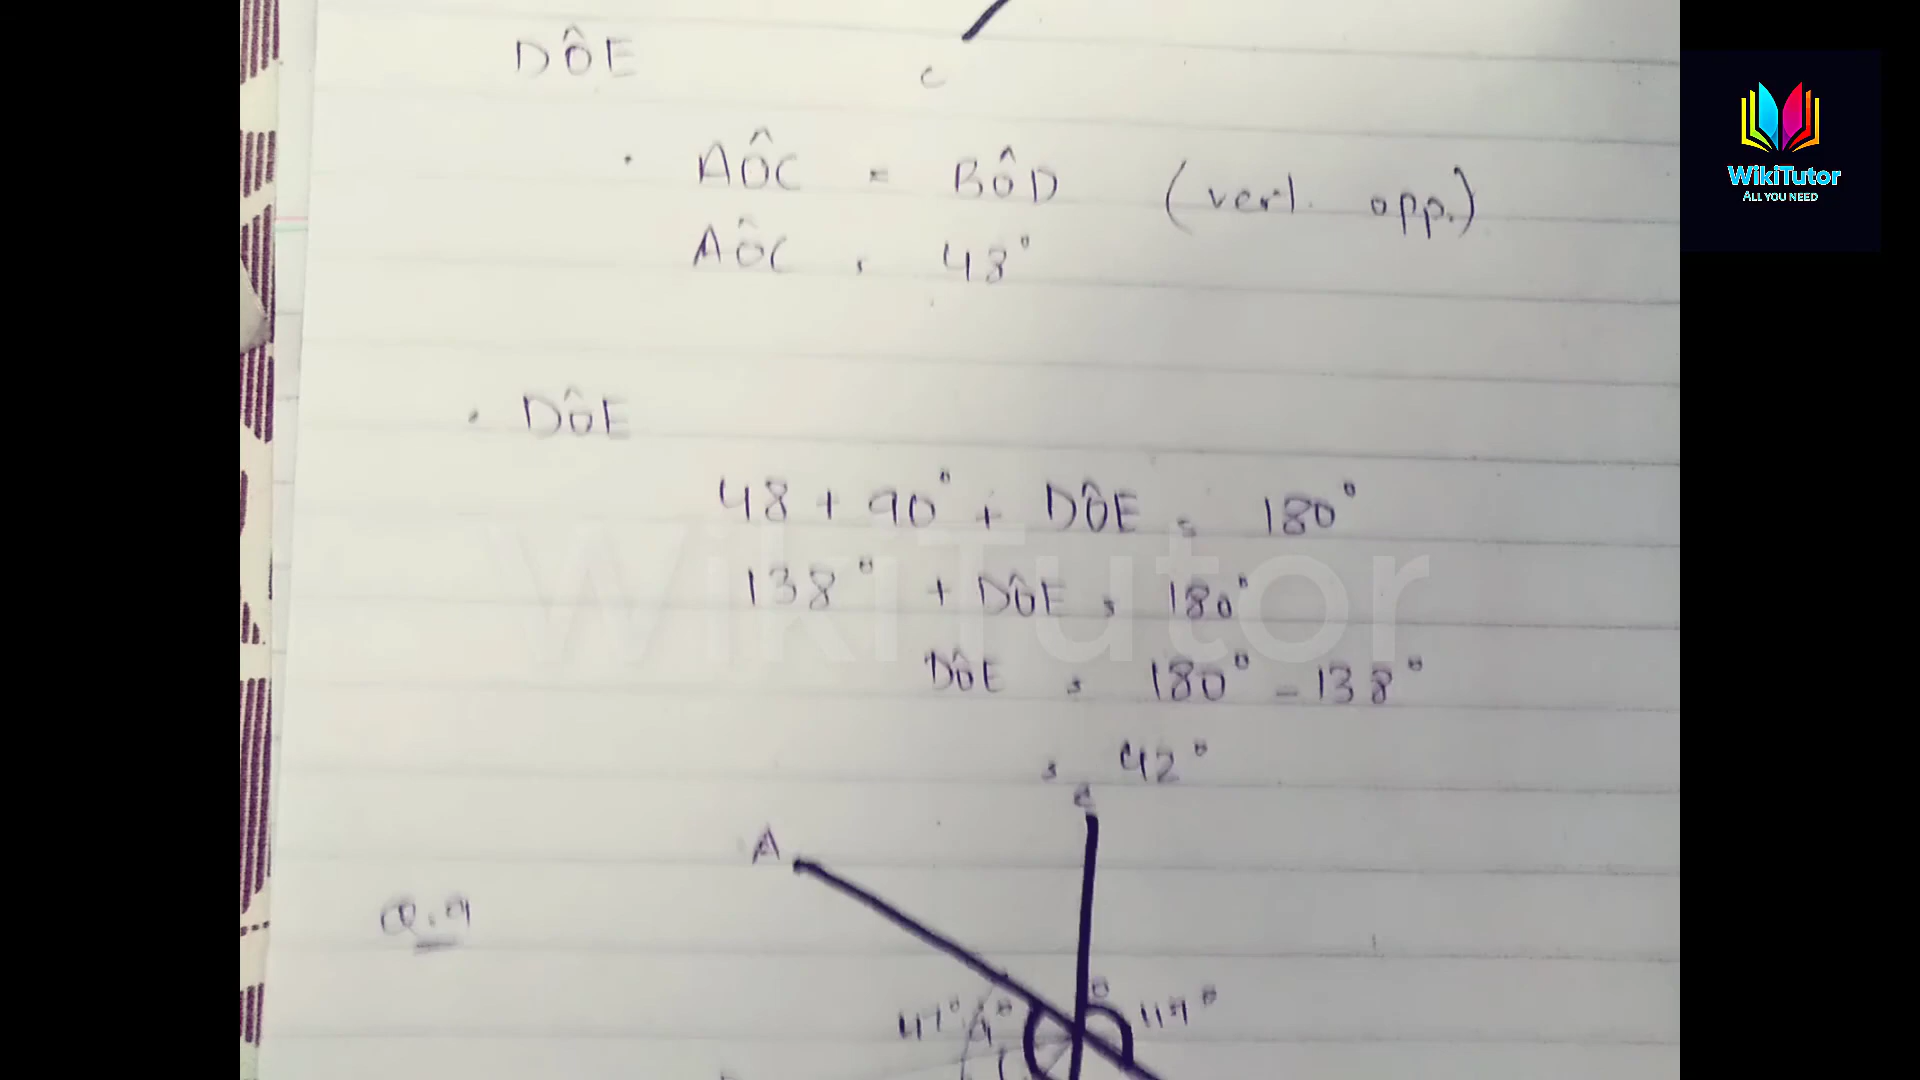 DÔE
C
· AÔC = BÔD (vert. opp.)
AÔC = 48°
· DÔE
48 + 90° + DÔE = 180°
138° + DÔE = 180°
DÔE = 180° - 138°
= 42°
A
Q.9
47°
WikiTutor
WikiTutor
ALL YOU NEED